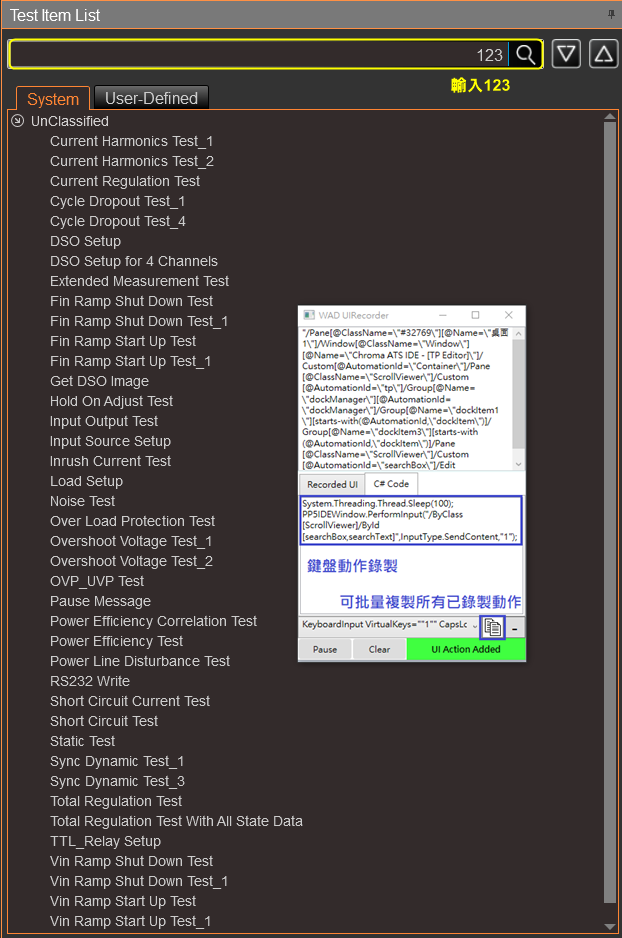 Test Item List
123
輸入123
System
User-Defined
UnClassified
Current Harmonics Test_1
Current Harmonics Test_2
Current Regulation Test
Cycle Dropout Test_1
Cycle Dropout Test_4
DSO Setup
DSO Setup for 4 Channels
Extended Measurement Test
Fin Ramp Shut Down Test
Fin Ramp Shut Down Test_1
Fin Ramp Start Up Test
Fin Ramp Start Up Test_1
Get DSO Image
Hold On Adjust Test
Input Output Test
Input Source Setup
Inrush Current Test
Load Setup
Noise Test
Over Load Protection Test
Overshoot Voltage Test_1
Overshoot Voltage Test_2
OVP_UVP Test
Pause Message
Power Efficiency Correlation Test
Power Efficiency Test
Power Line Disturbance Test
RS232 Write
Short Circuit Current Test
Short Circuit Test
Static Test
Sync Dynamic Test_1
Sync Dynamic Test_3
Total Regulation Test
Total Regulation Test With All State Data
TTL_Relay Setup
Vin Ramp Shut Down Test
Vin Ramp Shut Down Test_1
Vin Ramp Start Up Test
Vin Ramp Start Up Test_1
WAD UIRecorder
"/Pane[@ClassName=\"#32769\"][@Name=\"桌面
1\"]/Window[@ClassName=\"Window\"]
[@Name=\"Chroma ATS IDE - [TP Editor]\"]/
Custom[@AutomationId=\"Container\"]/Pane
[@ClassName=\"ScrollViewer\"]/Custom
[@AutomationId=\"tp\"]/Group[@Name=
\"dockManager\"][@AutomationId=
\"dockManager\"]/Group[@Name=\"dockItem1
\"][starts-with(@AutomationId,\"dockItem\")]/
Group[@Name=\"dockItem3\"][starts-with
(@AutomationId,\"dockItem\")]/Pane
[@ClassName=\"ScrollViewer\"]/Custom
[@AutomationId=\"searchBox\"]/Edit
Recorded UI
C# Code
System.Threading.Thread.Sleep(100);
PP5IDEWindow.PerformInput("/ByClass
[ScrollViewer]/ById
[searchBox,searchText]",InputType.SendContent,"1");
鍵盤動作錄製
可批量複製所有已錄製動作
KeyboardInput VirtualKeys=""1"" CapsLc
Pause
Clear
UI Action Added